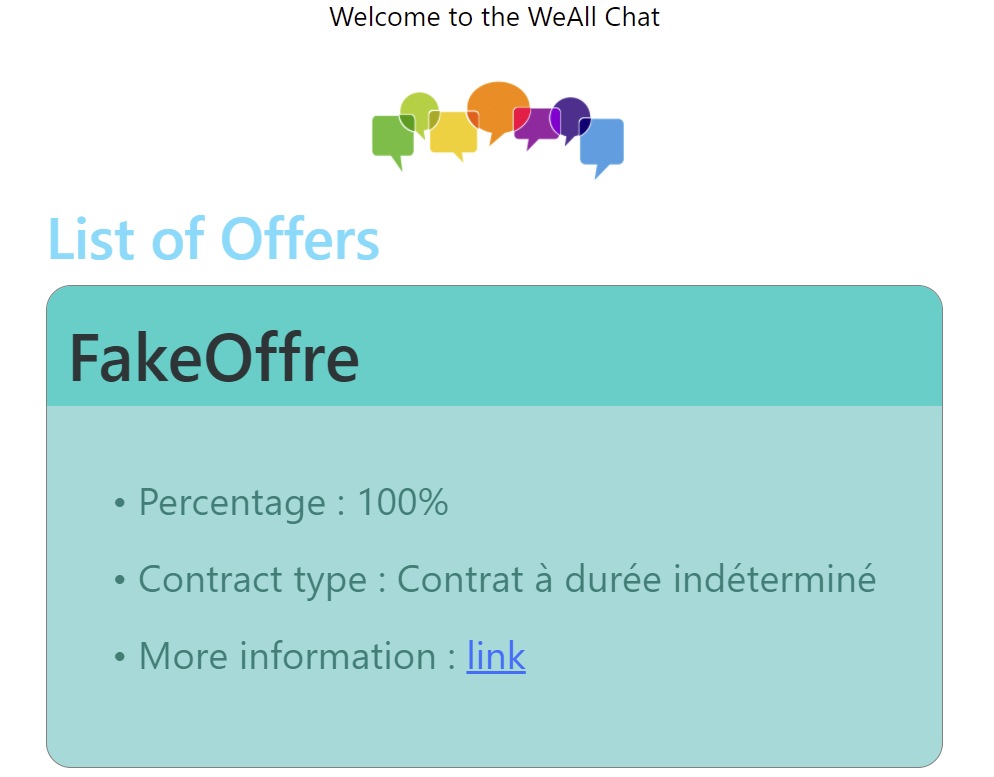 Welcome to the WeAll Chat
List of Offers
FakeOffre
• Percentage : 100%
• Contract type : Contrat à durée indéterminé
• More information : link